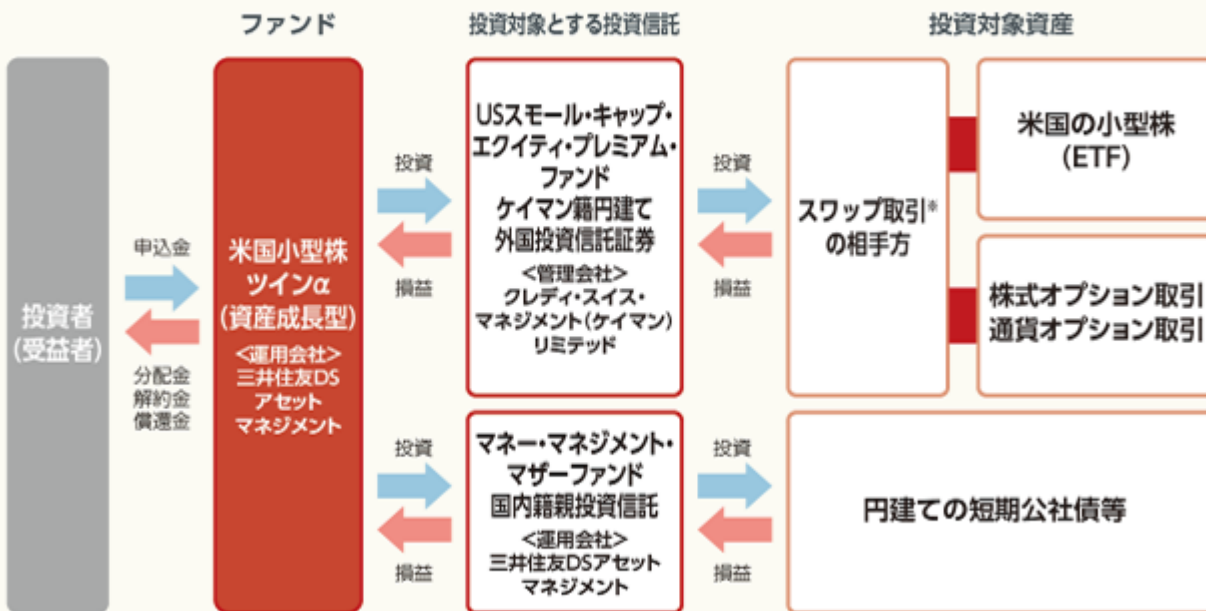 ファンド
投資対象とする投資信託
投資対象資産
投資者
(受益者)
申込金
分配金
解約金
償還金
米国小型株
ツインα
(資産成長型)
<運用会社>
三井住友DS
アセット
マネジメント
投資
損益
USスモール・キャップ・
エクイティ・プレミアム・
ファンド
ケイマン籍円建て
外国投資信託証券
<管理会社>
クレディ・スイス・
マネジメント(ケイマン)
リミテッド
投資
損益
スワップ取引※
の相手方
米国の小型株
(ETF)
株式オプション取引
通貨オプション取引
投資
損益
マネー・マネジメント・
マザーファンド
国内籍親投資信託
<運用会社>
三井住友DSアセット
マネジメント
投資
損益
円建ての短期公社債等